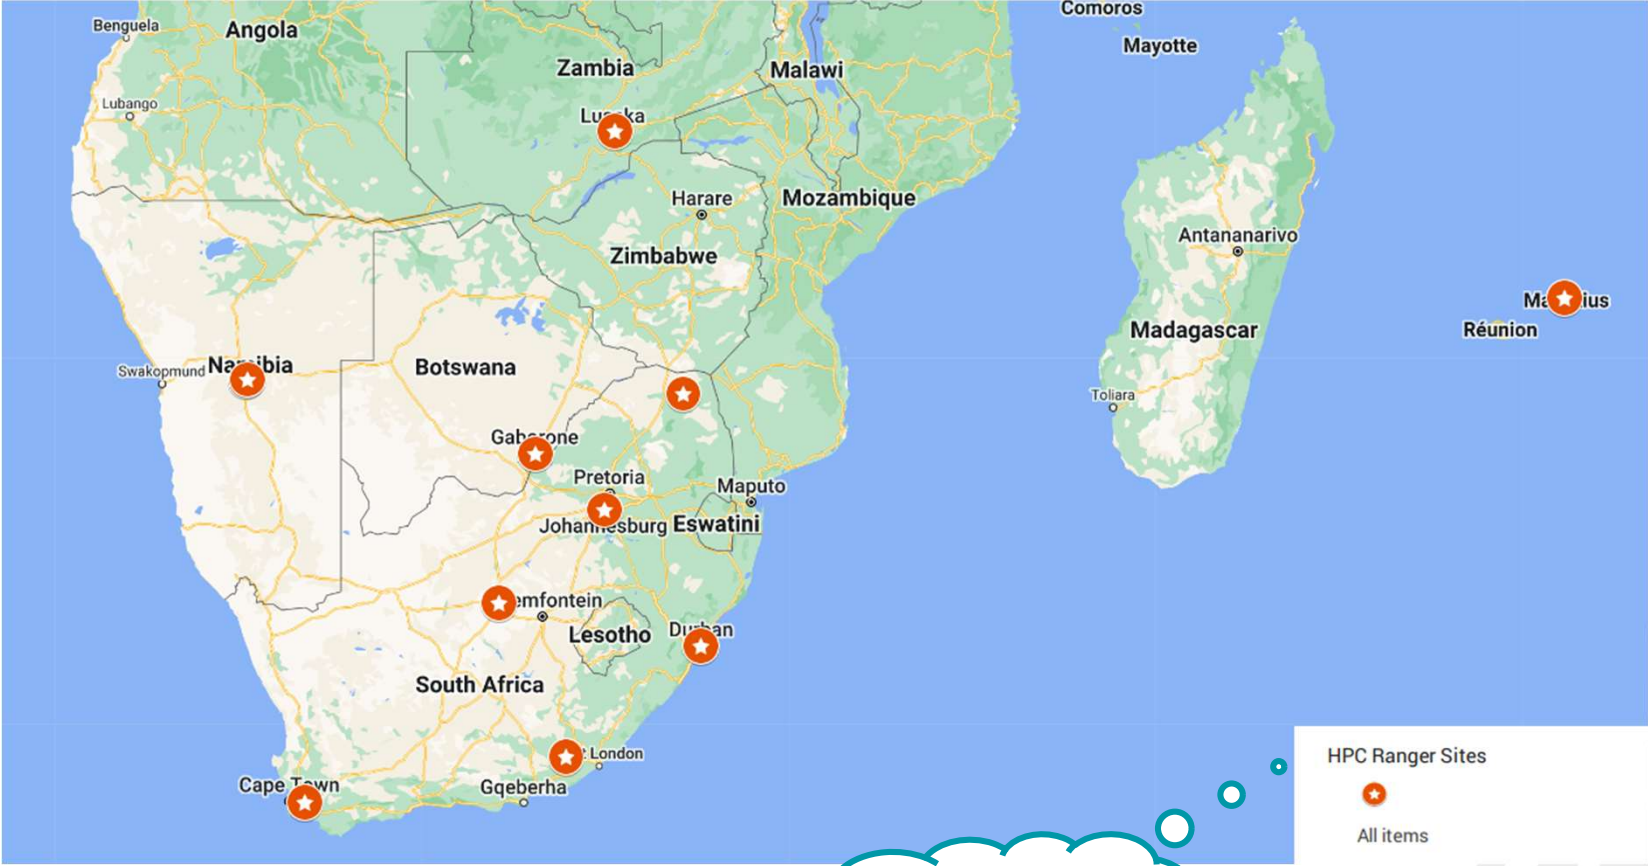 Comoros
Benguela
Angola
Mayotte
Zambia
Malawi
Lubango
Harare
Mozambique
Antananarivo
Zimbabwe
Réunion
Madagascar
Swakopmund
Botswana
Toliara
Pretoria
Maputo
Eswatini
Lesotho
South Africa
London
Gqeberha
HPC Ranger Sites
All items